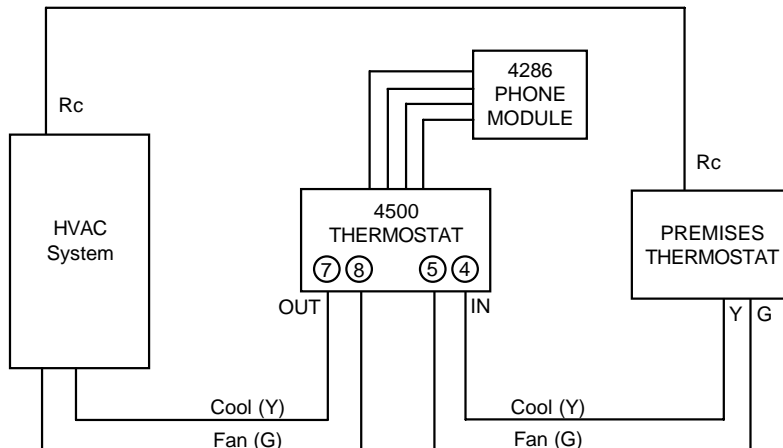 4286
PHONE
MODULE
Rc
Rc
HVAC
System
4500
THERMOSTAT
7 8 5 4
PREMISES
THERMOSTAT
OUT
IN
Y G
Cool (Y)
Cool (Y)
Fan (G)
Fan (G)